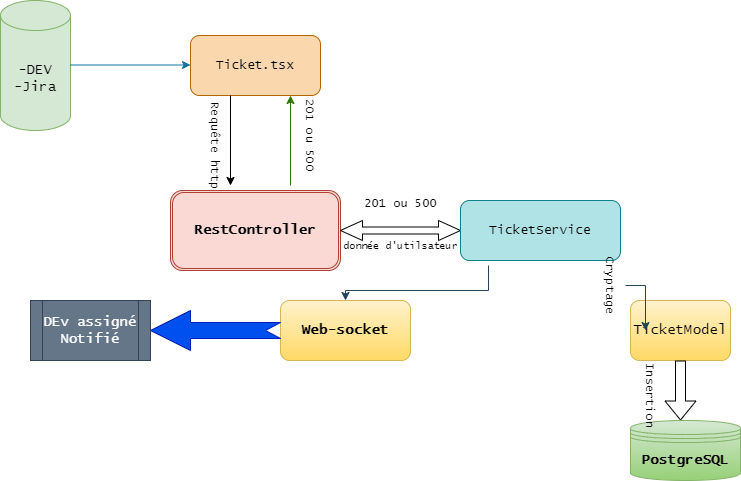 -DEV
-Jira
Ticket.tsx
Requête http
201 ou 500
RestController
201 ou 500
donnée d'utilsateur
TicketService
Cryptage
DEv assigné
Notifié
Web-socket
TicketModel
Insertion
PostgreSQL